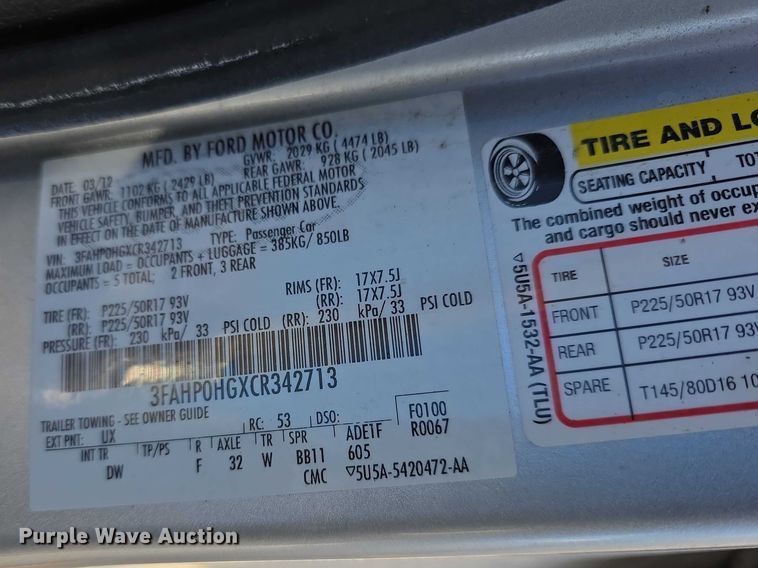 MFD. BY FORD MOTOR CO.
DATE: 03/12 GVWR: 2029 KG ( 4474 LB)
FRONT GAWR: 1102 KG ( 2429 LB) REAR GAWR: 928 KG ( 2045 LB)
THIS VEHICLE CONFORMS TO ALL APPLICABLE FEDERAL MOTOR
VEHICLE SAFETY, BUMPER, AND THEFT PREVENTION STANDARDS
IN EFFECT ON THE DATE OF MANUFACTURE SHOWN ABOVE.
VIN: 3FAHP0HGXCR342713 TYPE: Passenger Car
MAXIMUM LOAD = OCCUPANTS + LUGGAGE = 385KG/ 850LB
OCCUPANTS = 5 TOTAL; 2 FRONT, 3 REAR
TIRE (FR): P225/50R17 93V RIMS (FR): 17X7.5J
(RR): P225/50R17 93V (RR): 17X7.5J
PRESSURE (FR): 230 kPa/ 33 PSI COLD (RR): 230 kPa/ 33 PSI COLD
3FAHP0HGXCR342713
TRAILER TOWING - SEE OWNER GUIDE
EXT PNT: UX RC: 53 DSO: F0100
INT TR TP/PS R AXLE TR SPR ADE1F R0067
DW F 32 W BB11 605
CMC ▽5U5A-5420472-AA
TIRE AND LO
SEATING CAPACITY TOT
The combined weight of occup
and cargo should never ex
▽5U5A-1532-AA (TLU)
TIRE SIZE
FRONT P225/50R17 93V
REAR P225/50R17 93V
SPARE T145/80D16 10
Purple Wave Auction